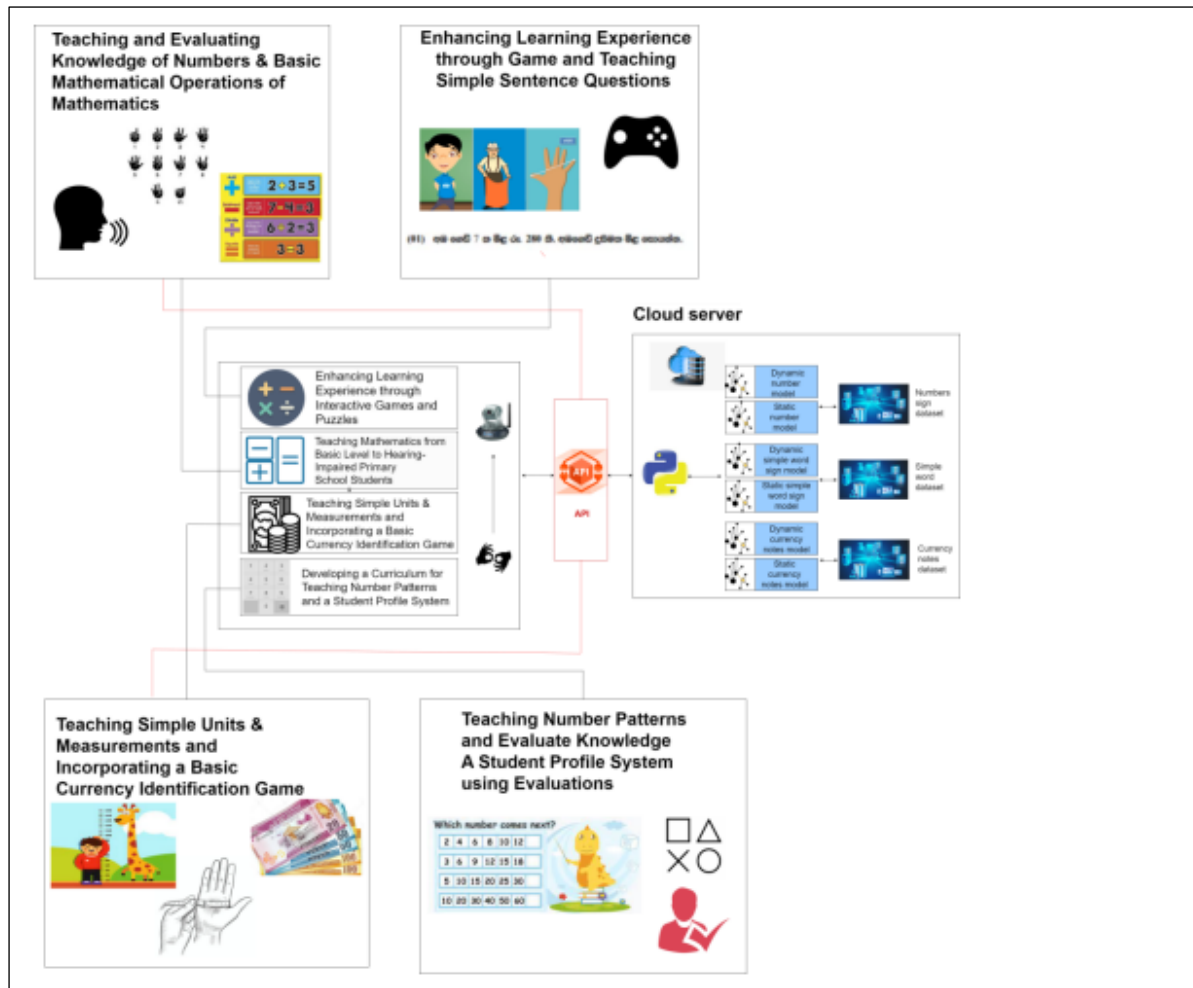 Teaching and Evaluating
Knowledge of Numbers & Basic
Mathematical Operations of
Mathematics
2+3=5
7-4=3
6÷2=3
3=3
Enhancing Learning Experience
through Game and Teaching
Simple Sentence Questions
(01)
Cloud server
Enhancing Learning
Experience through
Interactive Games and
Puzzles
Teaching Mathematics from
Basic Level to Hearing-
Impaired Primary
School Students
Teaching Simple Units &
Measurements and
Incorporating a Basic
Currency Identification Game
Developing a Curriculum for
Teaching Number Patterns
and a Student Profile System
API
API
Dynamic
number
model
Static
number
model
Numbers
sign
dataset
Dynamic
simple word
sign model
Static simple
word sign
model
Simple
word
dataset
Dynamic
currency
notes model
Static
currency
notes model
Currency
notes
dataset
Teaching Simple Units &
Measurements and
Incorporating a Basic
Currency Identification Game
Teaching Number Patterns
and Evaluate Knowledge
A Student Profile System
using Evaluations
Which number comes next?
2 4 6 8 10 12
3 6 9 12 15 18
5 10 15 20 25 30
10 20 30 40 50 60